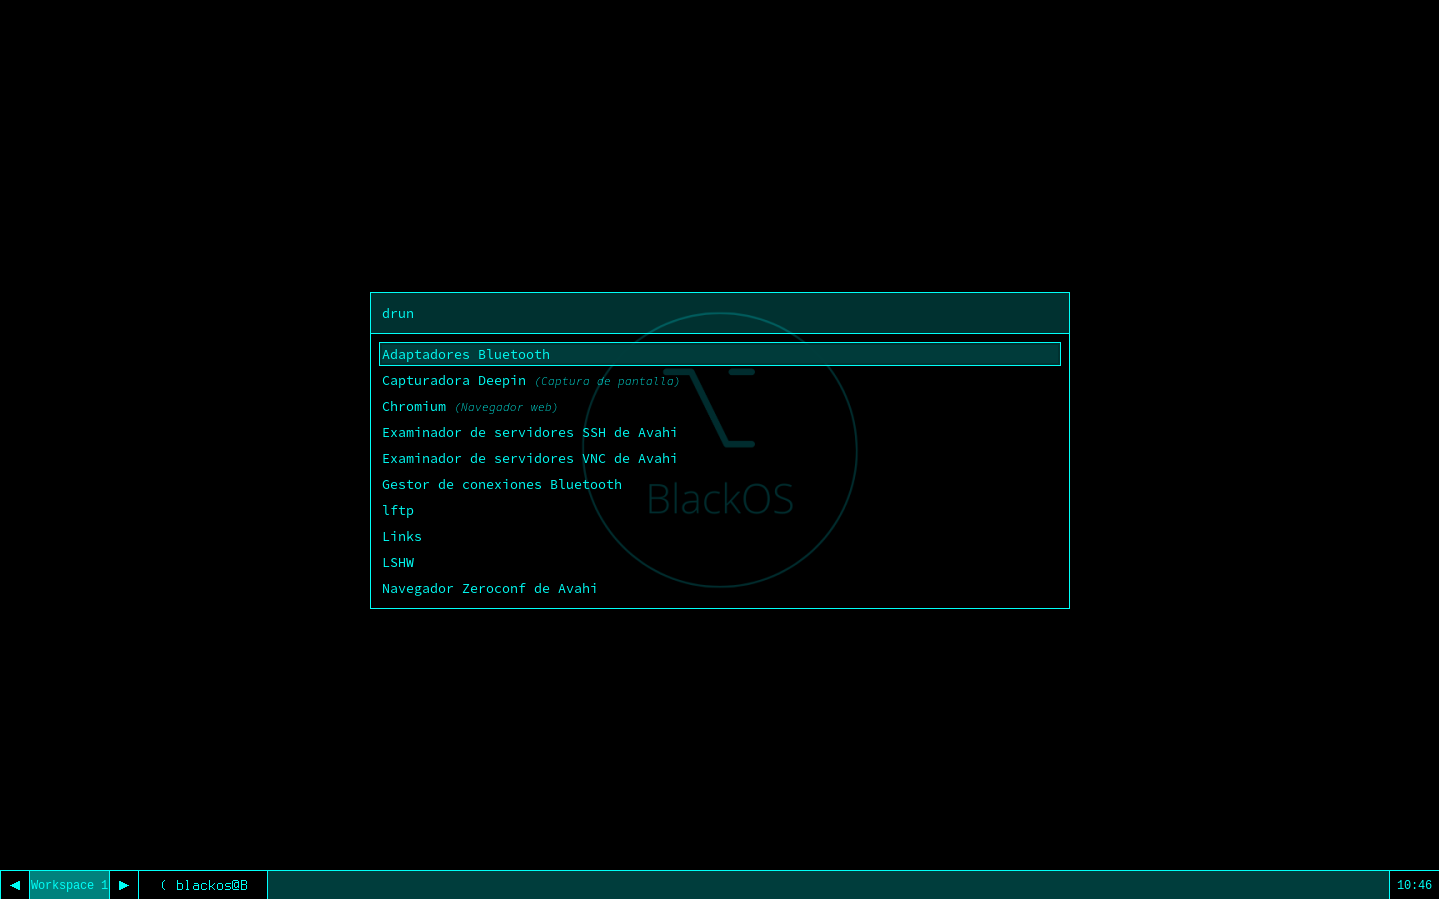 drun
Adaptadores Bluetooth
Capturadora Deepin (Captura de pantalla)
Chromium (Navegador web)
Examinador de servidores SSH de Avahi
Examinador de servidores VNC de Avahi
Gestor de conexiones Bluetooth
lftp
Links
LSHW
Navegador Zeroconf de Avahi
BlackOS
Workspace 1
( blackos@B
10:46